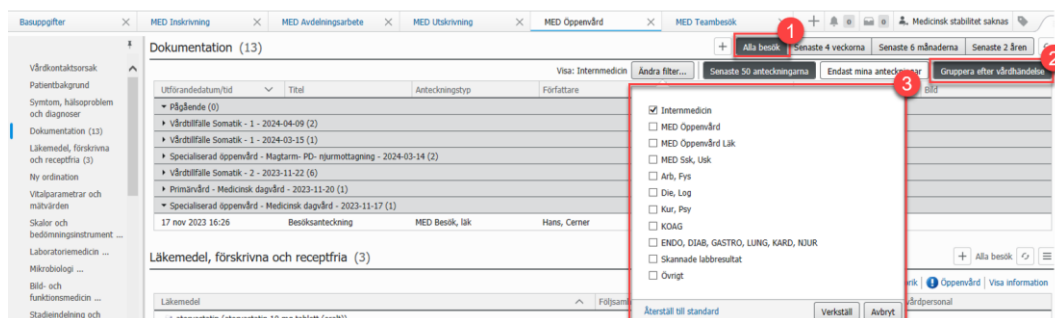 Basuppgifter
MED Inskrivning
MED Avdelningsarbete
MED Utskrivning
MED Öppenvård
MED Teambesök
0
0
Medicinsk stabilitet saknas
1
Dokumentation (13)
Alla besök
Senaste 4 veckorna
Senaste 6 månaderna
Senaste 2 åren
2
Visa: Internmedicin
Ändra filter...
Senaste 50 anteckningarna
Endast mina anteckningar
Gruppera efter vårdhändelse
3
Vårdkontaktsorsak
Patientbakgrund
Symtom, hälsoproblem
och diagnoser
Dokumentation (13)
Läkemedel, förskrivna
och receptfria (3)
Ny ordination
Vitalparametrar och
mätvärden
Skalor och
bedömningsinstrument ...
Laboratoriemedicin ...
Mikrobiologi ...
Bild- och
funktionsmedicin ...
Stadieindelning och
Utförandedatum/tid
Titel
Anteckningstyp
Författare
Bild
Pågående (0)
Vårdtillfälle Somatik - 1 - 2024-04-09 (2)
Vårdtillfälle Somatik - 1 - 2024-03-15 (1)
Specialiserad öppenvård - Magtarm- PD- njurmottagning - 2024-03-14 (2)
Vårdtillfälle Somatik - 2 - 2023-11-22 (6)
Primärvård - Medicinsk dagvård - 2023-11-20 (1)
Specialiserad öppenvård - Medicinsk dagvård - 2023-11-17 (1)
17 nov 2023 16:26
Besöksanteckning
MED Besök, läk
Hans, Cerner
Internmedicin
MED Öppenvård
MED Öppenvård Läk
MED Ssk, Usk
Arb, Fys
Die, Log
Kur, Psy
KOAG
ENDO, DIAB, GASTRO, LUNG, KARD, NJUR
Skannade labbresultat
Övrigt
Återställ till standard
Verkställ
Avbryt
Läkemedel, förskrivna och receptfria (3)
Alla besök
Öppenvård
Visa information
Läkemedel
vårdpersonal